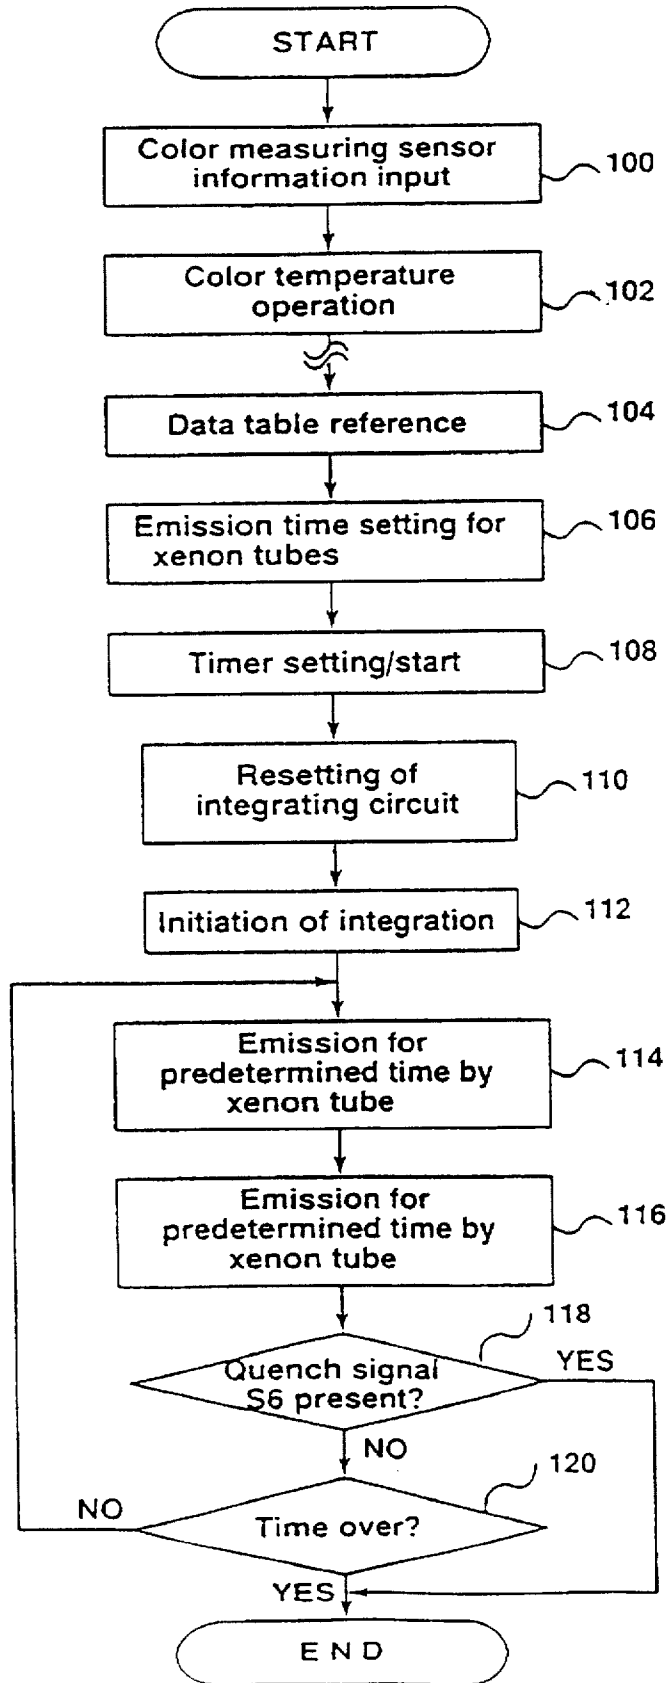 START
Color measuring sensor
information input
100
Color temperature
operation
102
Data table reference
104
Emission time setting for
xenon tubes
106
Timer setting/start
108
Resetting of
integrating circuit
110
Initiation of integration
112
Emission for
predetermined time by
xenon tube
114
Emission for
predetermined time by
xenon tube
116
118
Quench signal
S6 present?
YES
NO
120
NO
Time over?
YES
END